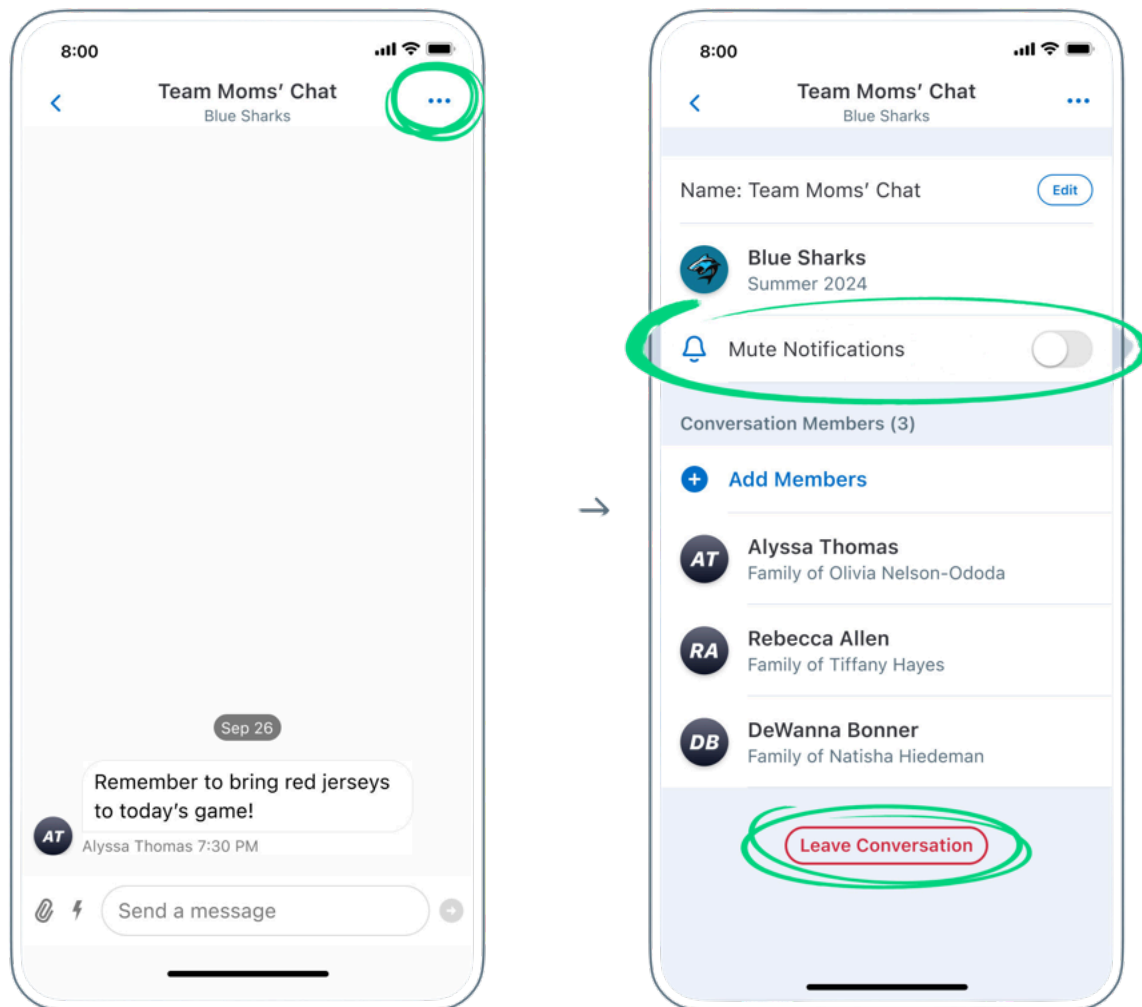 8:00
Team Moms’ Chat
Blue Sharks
Sep 26
Remember to bring red jerseys
to today’s game!
AT
Alyssa Thomas 7:30 PM
Send a message
8:00
Team Moms’ Chat
Blue Sharks
Name: Team Moms’ Chat
Edit
Blue Sharks
Summer 2024
Mute Notifications
Conversation Members (3)
Add Members
AT
Alyssa Thomas
Family of Olivia Nelson-Ododa
RA
Rebecca Allen
Family of Tiffany Hayes
DB
DeWanna Bonner
Family of Natisha Hiedeman
Leave Conversation